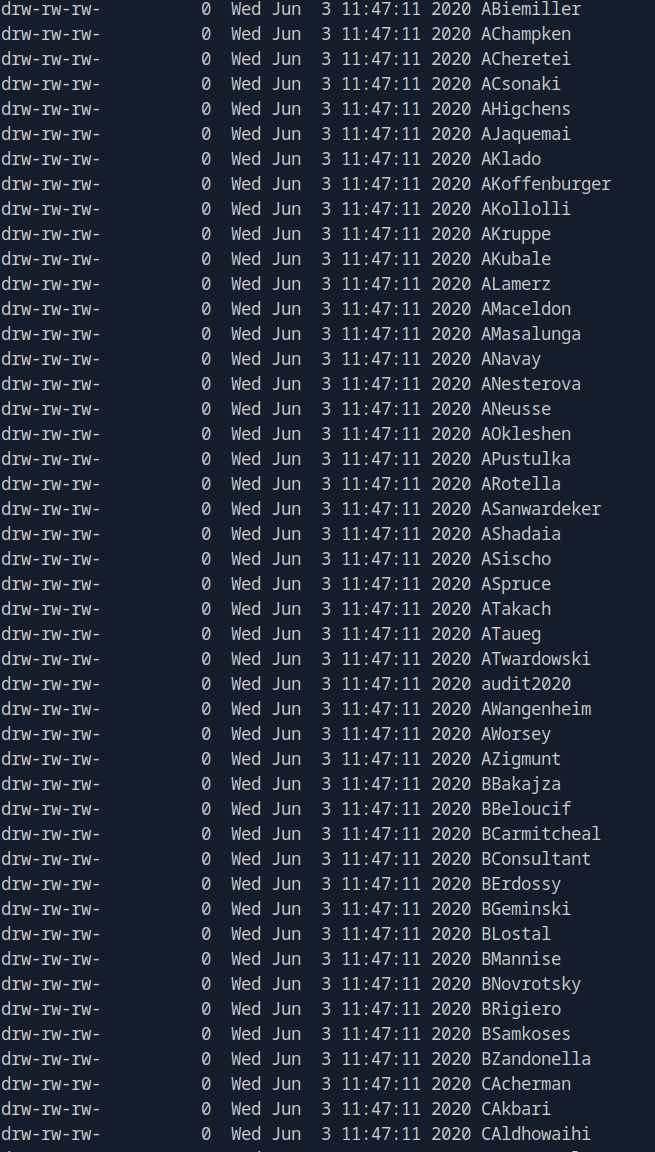 drw-rw-rw-          0  Wed Jun  3 11:47:11 2020 ABiemiller
drw-rw-rw-          0  Wed Jun  3 11:47:11 2020 AChampken
drw-rw-rw-          0  Wed Jun  3 11:47:11 2020 ACheretei
drw-rw-rw-          0  Wed Jun  3 11:47:11 2020 ACsonaki
drw-rw-rw-          0  Wed Jun  3 11:47:11 2020 AHigchens
drw-rw-rw-          0  Wed Jun  3 11:47:11 2020 AJaquemai
drw-rw-rw-          0  Wed Jun  3 11:47:11 2020 AKlado
drw-rw-rw-          0  Wed Jun  3 11:47:11 2020 AKoffenburger
drw-rw-rw-          0  Wed Jun  3 11:47:11 2020 AKollolli
drw-rw-rw-          0  Wed Jun  3 11:47:11 2020 AKruppe
drw-rw-rw-          0  Wed Jun  3 11:47:11 2020 AKubale
drw-rw-rw-          0  Wed Jun  3 11:47:11 2020 ALamerz
drw-rw-rw-          0  Wed Jun  3 11:47:11 2020 AMaceldon
drw-rw-rw-          0  Wed Jun  3 11:47:11 2020 AMasalunga
drw-rw-rw-          0  Wed Jun  3 11:47:11 2020 ANavay
drw-rw-rw-          0  Wed Jun  3 11:47:11 2020 ANesterova
drw-rw-rw-          0  Wed Jun  3 11:47:11 2020 ANeusse
drw-rw-rw-          0  Wed Jun  3 11:47:11 2020 AOkleshen
drw-rw-rw-          0  Wed Jun  3 11:47:11 2020 APustulka
drw-rw-rw-          0  Wed Jun  3 11:47:11 2020 ARotella
drw-rw-rw-          0  Wed Jun  3 11:47:11 2020 ASanwardeker
drw-rw-rw-          0  Wed Jun  3 11:47:11 2020 AShadaia
drw-rw-rw-          0  Wed Jun  3 11:47:11 2020 ASischo
drw-rw-rw-          0  Wed Jun  3 11:47:11 2020 ASpruce
drw-rw-rw-          0  Wed Jun  3 11:47:11 2020 ATakach
drw-rw-rw-          0  Wed Jun  3 11:47:11 2020 ATaueg
drw-rw-rw-          0  Wed Jun  3 11:47:11 2020 ATwardowski
drw-rw-rw-          0  Wed Jun  3 11:47:11 2020 audit2020
drw-rw-rw-          0  Wed Jun  3 11:47:11 2020 AWangenheim
drw-rw-rw-          0  Wed Jun  3 11:47:11 2020 AWorsey
drw-rw-rw-          0  Wed Jun  3 11:47:11 2020 AZigmunt
drw-rw-rw-          0  Wed Jun  3 11:47:11 2020 BBakajza
drw-rw-rw-          0  Wed Jun  3 11:47:11 2020 BBeloucif
drw-rw-rw-          0  Wed Jun  3 11:47:11 2020 BCarmitcheal
drw-rw-rw-          0  Wed Jun  3 11:47:11 2020 BConsultant
drw-rw-rw-          0  Wed Jun  3 11:47:11 2020 BErdossy
drw-rw-rw-          0  Wed Jun  3 11:47:11 2020 BGeminski
drw-rw-rw-          0  Wed Jun  3 11:47:11 2020 BLostal
drw-rw-rw-          0  Wed Jun  3 11:47:11 2020 BMannise
drw-rw-rw-          0  Wed Jun  3 11:47:11 2020 BNovrotsky
drw-rw-rw-          0  Wed Jun  3 11:47:11 2020 BRigiero
drw-rw-rw-          0  Wed Jun  3 11:47:11 2020 BSamkoses
drw-rw-rw-          0  Wed Jun  3 11:47:11 2020 BZandonella
drw-rw-rw-          0  Wed Jun  3 11:47:11 2020 CAcherman
drw-rw-rw-          0  Wed Jun  3 11:47:11 2020 CAkbari
drw-rw-rw-          0  Wed Jun  3 11:47:11 2020 CAldhowaihi